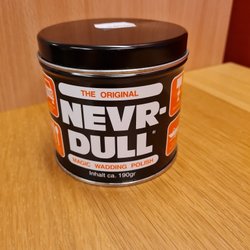 THE ORIGINAL
NEVR-
DULL
MAGIC WADDING POLISH
Inhalt ca. 190gr